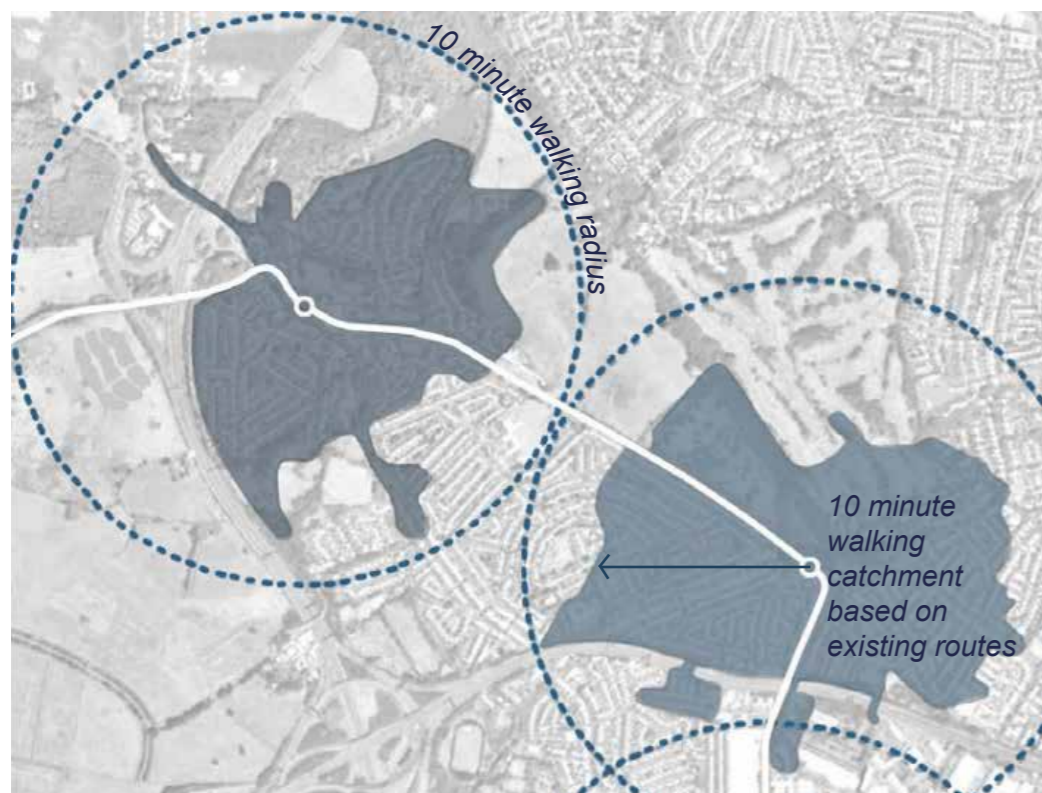 10 minute walking radius
10 minute
walking
catchment
based on
existing routes